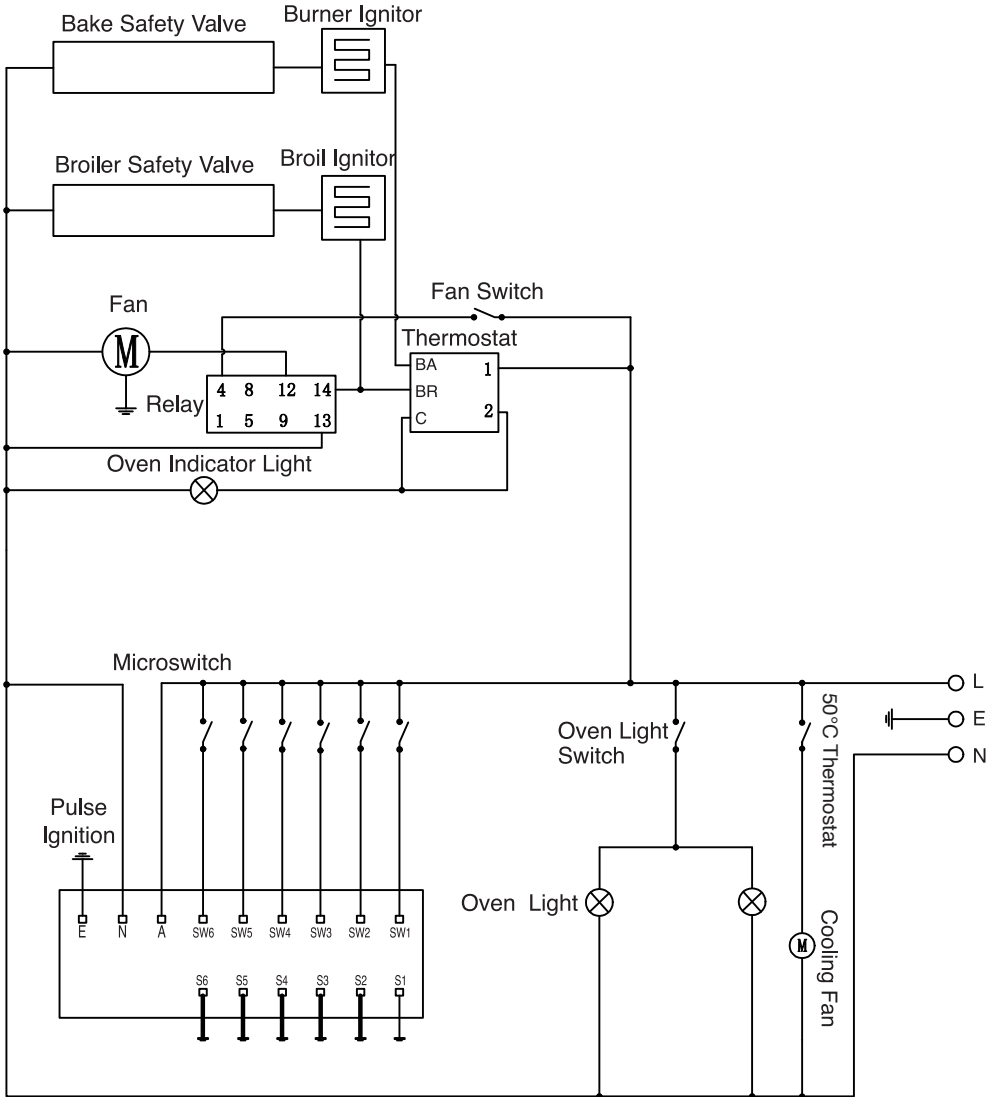 Burner Ignitor
Bake Safety Valve
Broiler Safety Valve
Broil Ignitor
Fan Switch
Fan
M
Thermostat
BA 1
BR
C 2
Relay
4 8 12 14
1 5 9 13
Oven Indicator Light
Microswitch
L
E
N
50°C Thermostat
Oven Light
Switch
Pulse
Ignition
Oven Light
M
Cooling Fan
E N A SW6 SW5 SW4 SW3 SW2 SW1
S6 S5 S4 S3 S2 S1